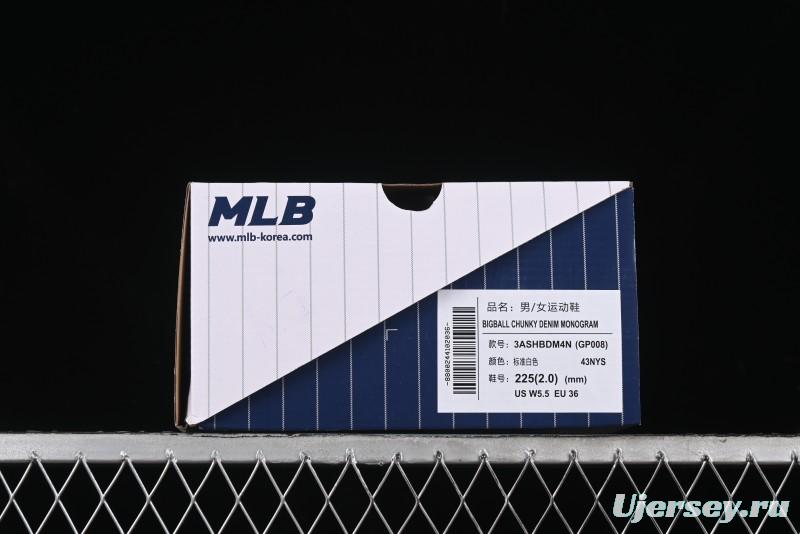 MLB
www.mlb-korea.com
品名: 男/女运动鞋
BIGBALL CHUNKY DENIM MONOGRAM
款号: 3ASHBDM4N (GP008)
颜色: 标准白色 43NYS
鞋号: 225(2.0) (mm)
US W5.5 EU 36
Ujersey.ru